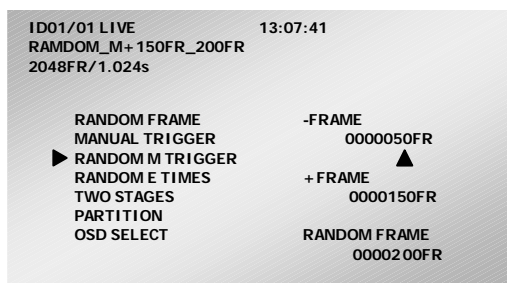 ID01/01 LIVE 13:07:41
RAMDOM_M+150FR_200FR
2048FR/1.024s
RANDOM FRAME -FRAME
MANUAL TRIGGER 0000050FR
RANDOM M TRIGGER
RANDOM E TIMES +FRAME
TWO STAGES 0000150FR
PARTITION
OSD SELECT RANDOM FRAME
0000200FR